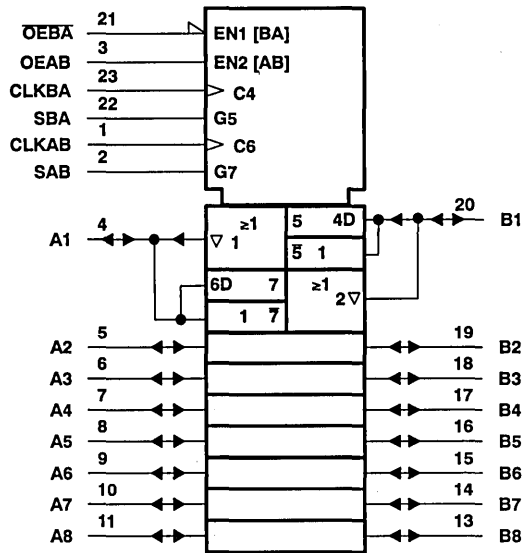 O̅E̅B̅A̅ 21 EN1 [BA]
OEAB 3 EN2 [AB]
CLKBA 23 C4
SBA 22 G5
CLKAB 1 C6
SAB 2 G7
A1 4 ≥1 ▽ 1 5 4D 20 B1
5̅ 1
6D 7 ≥1
2▽
1 7̅
A2 5 19 B2
A3 6 18 B3
A4 7 17 B4
A5 8 16 B5
A6 9 15 B6
A7 10 14 B7
A8 11 13 B8